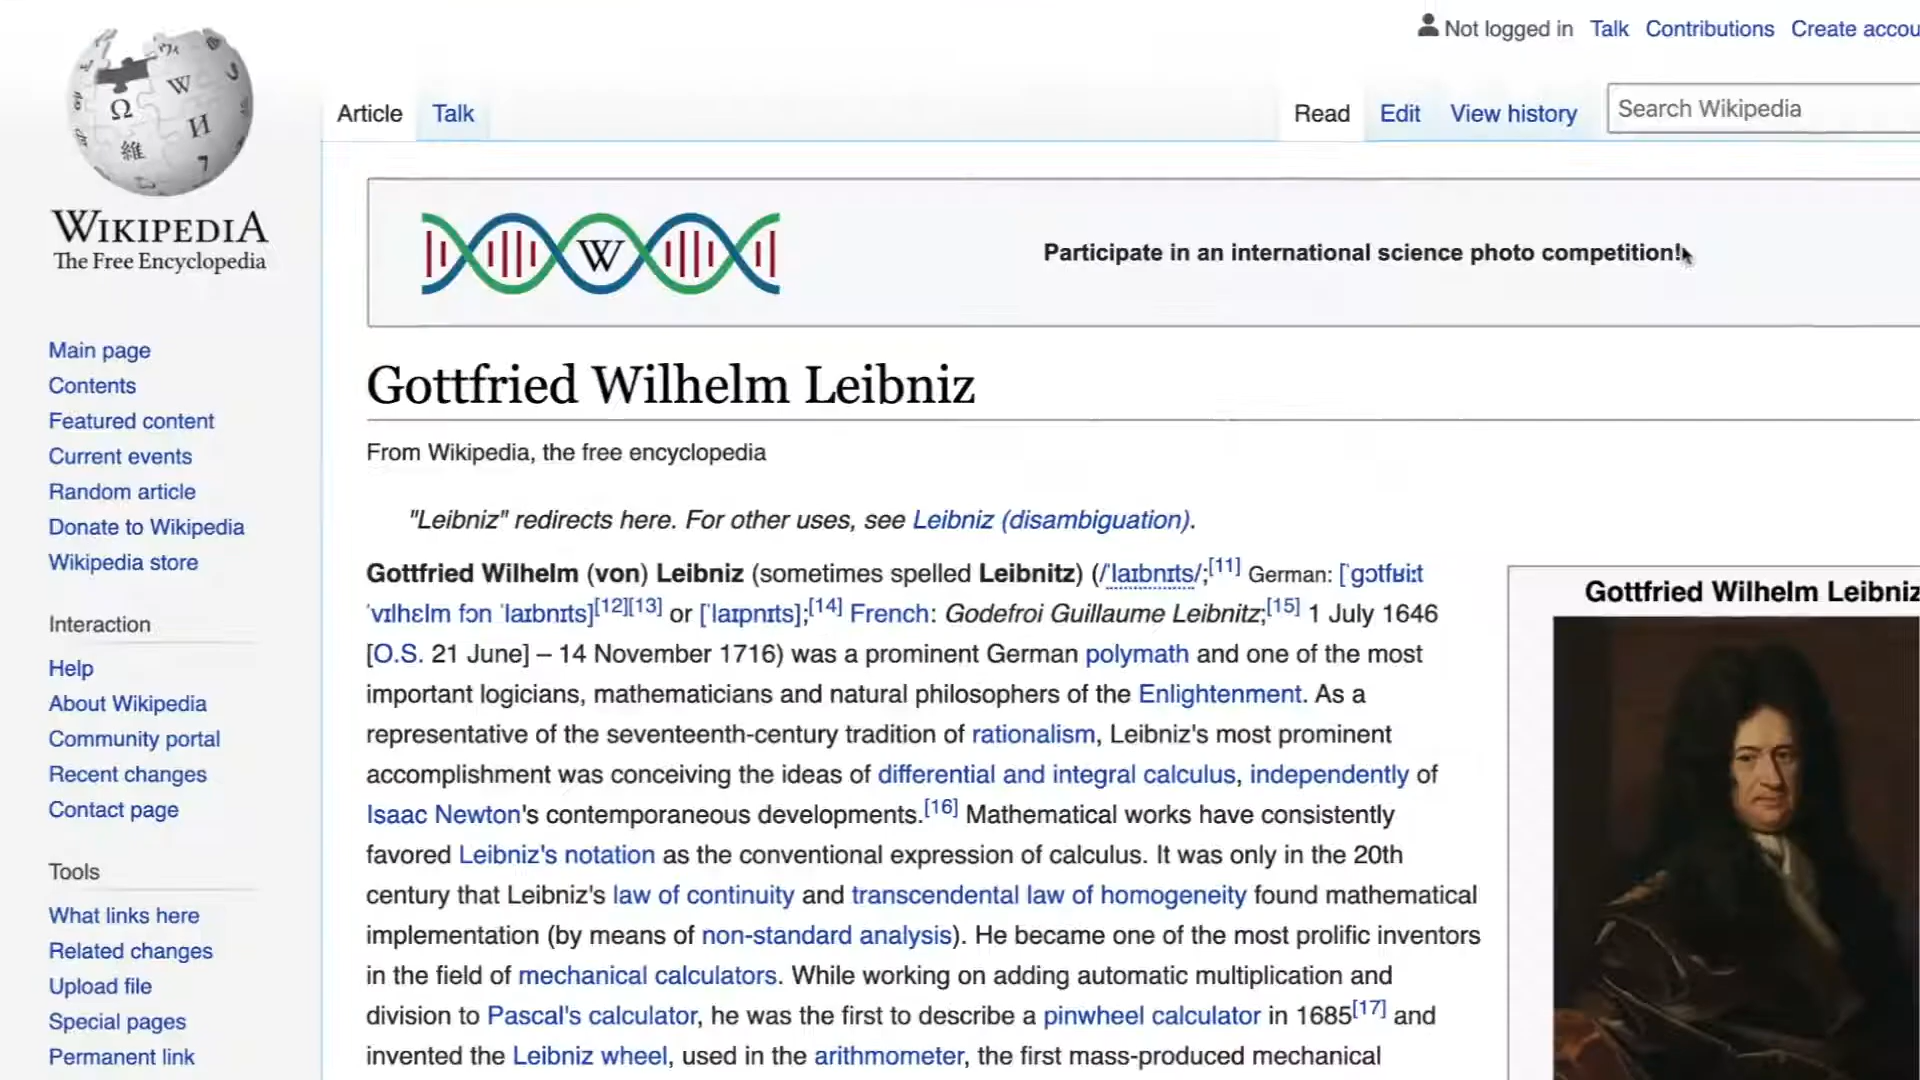 Not logged in Talk Contributions Create accou
Article Talk Read Edit View history Search Wikipedia
WIKIPEDIA
The Free Encyclopedia
W
Participate in an international science photo competition!
Main page
Contents
Featured content
Current events
Random article
Donate to Wikipedia
Wikipedia store
Interaction
Help
About Wikipedia
Community portal
Recent changes
Contact page
Tools
What links here
Related changes
Upload file
Special pages
Permanent link
Gottfried Wilhelm Leibniz
From Wikipedia, the free encyclopedia
"Leibniz" redirects here. For other uses, see Leibniz (disambiguation).
Gottfried Wilhelm (von) Leibniz (sometimes spelled Leibnitz) (/ˈlaɪbnɪts/;[11] German: [ˈɡɔtfʁiːt
ˈvɪlhɛlm fɔn ˈlaɪbnɪts][12][13] or [ˈlaɪpnɪts];[14] French: Godefroi Guillaume Leibnitz;[15] 1 July 1646
[O.S. 21 June] – 14 November 1716) was a prominent German polymath and one of the most
important logicians, mathematicians and natural philosophers of the Enlightenment. As a
representative of the seventeenth-century tradition of rationalism, Leibniz's most prominent
accomplishment was conceiving the ideas of differential and integral calculus, independently of
Isaac Newton's contemporaneous developments.[16] Mathematical works have consistently
favored Leibniz's notation as the conventional expression of calculus. It was only in the 20th
century that Leibniz's law of continuity and transcendental law of homogeneity found mathematical
implementation (by means of non-standard analysis). He became one of the most prolific inventors
in the field of mechanical calculators. While working on adding automatic multiplication and
division to Pascal's calculator, he was the first to describe a pinwheel calculator in 1685[17] and
invented the Leibniz wheel, used in the arithmometer, the first mass-produced mechanical
Gottfried Wilhelm Leibniz